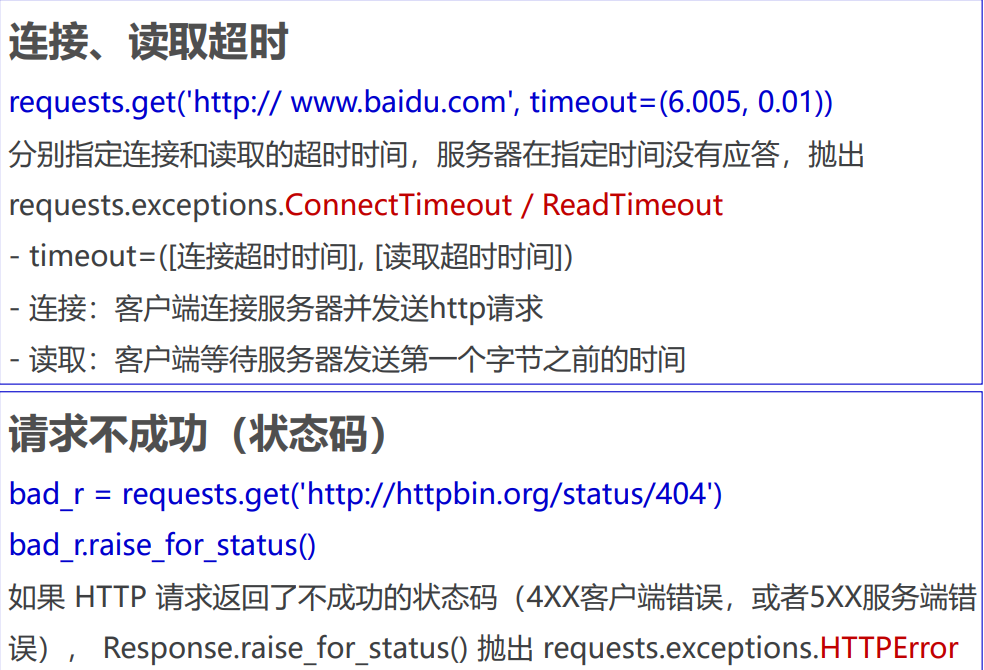 连接、读取超时
requests.get('http:// www.baidu.com', timeout=(6.005, 0.01))
分别指定连接和读取的超时时间，服务器在指定时间没有应答，抛出
requests.exceptions.ConnectTimeout / ReadTimeout
- timeout=([连接超时时间], [读取超时时间])
- 连接：客户端连接服务器并发送http请求
- 读取：客户端等待服务器发送第一个字节之前的时间
请求不成功（状态码）
bad_r = requests.get('http://httpbin.org/status/404')
bad_r.raise_for_status()
如果 HTTP 请求返回了不成功的状态码（4XX客户端错误，或者5XX服务端错
误）， Response.raise_for_status() 抛出 requests.exceptions.HTTPError